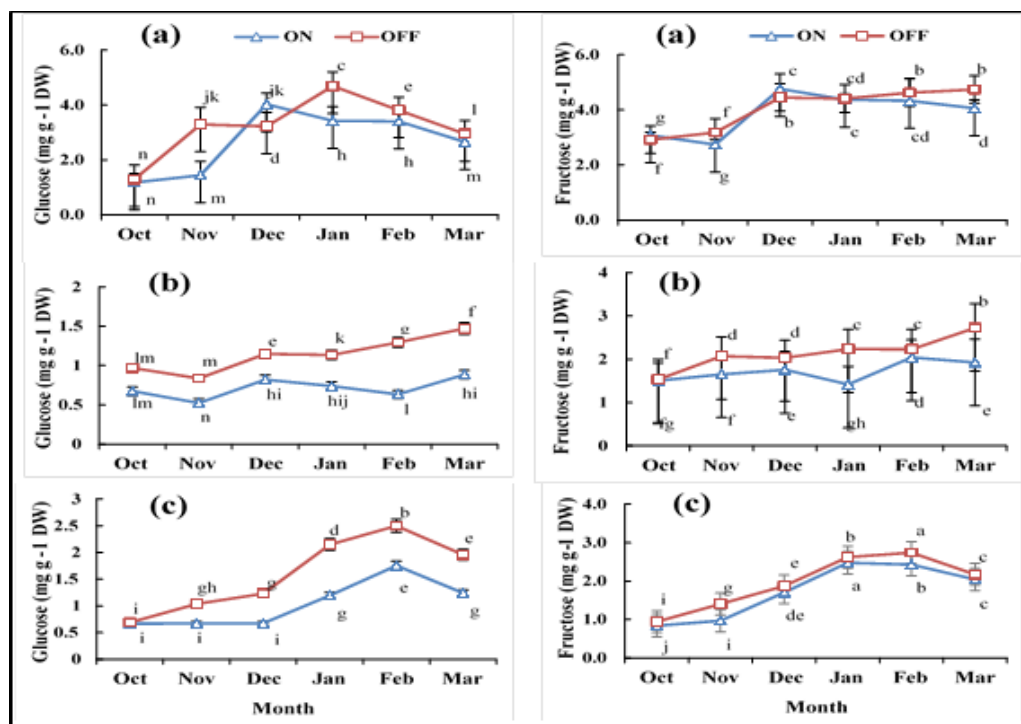 (a)
ON OFF
Glucose (mg g -1 DW)
6.0
4.0
2.0
0.0
n
jk
jk
c
e
l
n
m
d
h
h
m
Oct Nov Dec Jan Feb Mar
(a)
ON OFF
Fructose (mg g -1 DW)
6.0
4.0
2.0
0.0
g
f
c
cd
b
b
f
g
b
c
cd
d
Oct Nov Dec Jan Feb Mar
(b)
Glucose (mg g -1 DW)
2
1.5
1
0.5
0
lm
m
e
k
g
f
lm
n
hi
hij
l
hi
Oct Nov Dec Jan Feb Mar
(b)
Fructose (mg g -1 DW)
4
3
2
1
0
f
d
d
c
c
b
fg
f
e
gh
d
e
Oct Nov Dec Jan Feb Mar
(c)
Glucose (mg g -1 DW)
3
2.5
2
1.5
1
0.5
0
i
gh
g
d
b
e
i
i
i
g
e
g
Oct Nov Dec Jan Feb Mar
Month
(c)
Fructose (mg g -1 DW)
4.0
3.0
2.0
1.0
0.0
i
g
e
b
a
c
j
i
de
a
b
c
Oct Nov Dec Jan Feb Mar
Month